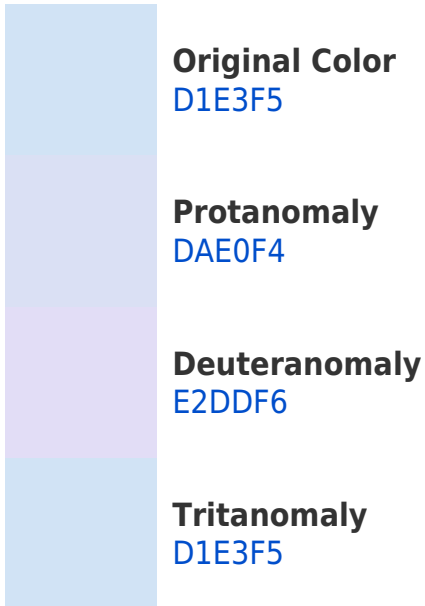 Original Color
D1E3F5
Protanomaly
DAE0F4
Deuteranomaly
E2DDF6
Tritanomaly
D1E3F5